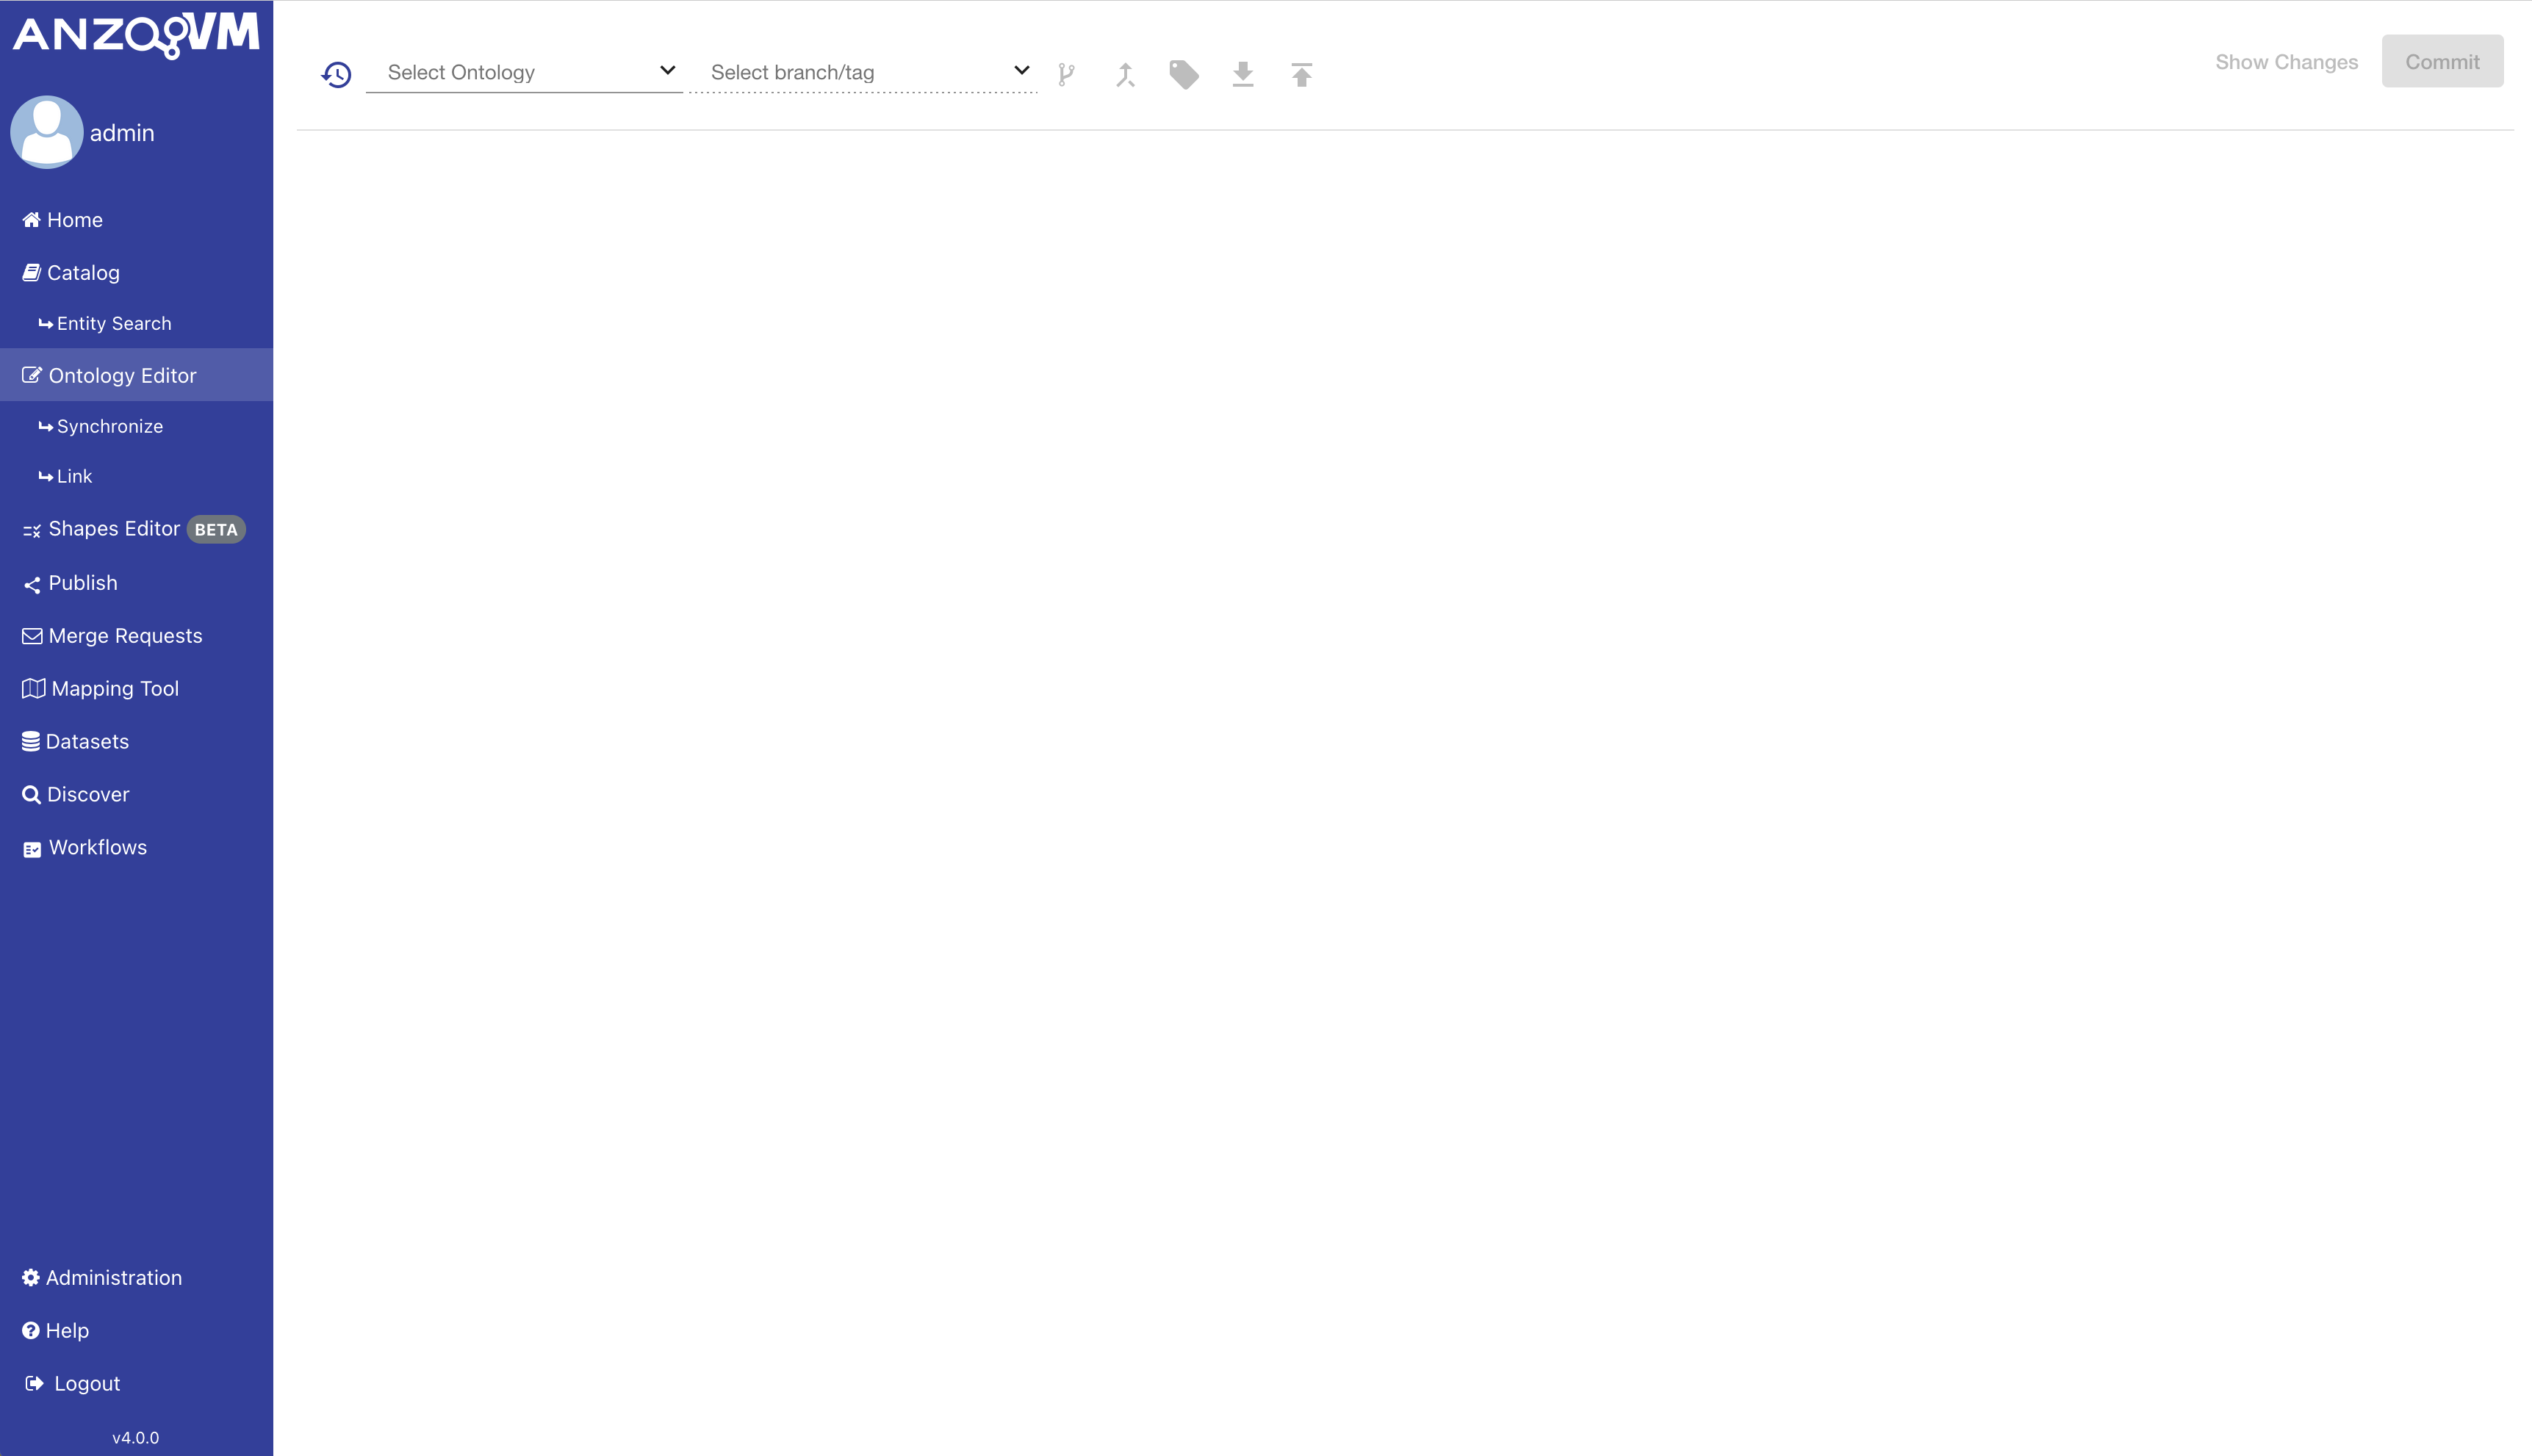 ANZOVM
admin
Home
Catalog
Entity Search
Ontology Editor
Synchronize
Link
Shapes Editor BETA
Publish
Merge Requests
Mapping Tool
Datasets
Discover
Workflows
Administration
Help
Logout
v4.0.0
Select Ontology
Select branch/tag
Show Changes
Commit